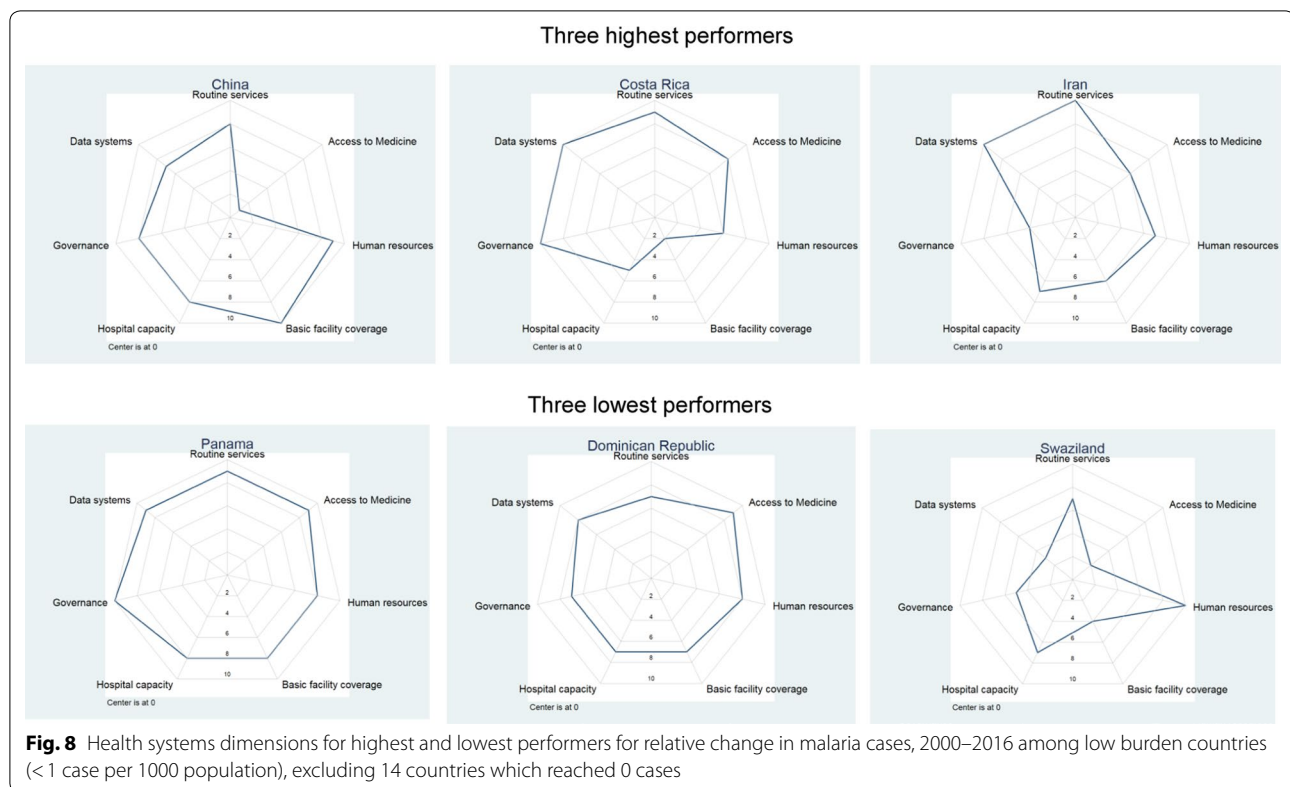 Three highest performers
China
Routine services
Data systems
Access to Medicine
Governance
Human resources
Hospital capacity
Basic facility coverage
2
4
6
8
10
Center is at 0
Costa Rica
Routine services
Data systems
Access to Medicine
Governance
Human resources
Hospital capacity
Basic facility coverage
2
4
6
8
10
Center is at 0
Iran
Routine services
Data systems
Access to Medicine
Governance
Human resources
Hospital capacity
Basic facility coverage
2
4
6
8
10
Center is at 0
Three lowest performers
Panama
Routine services
Data systems
Access to Medicine
Governance
Human resources
Hospital capacity
Basic facility coverage
2
4
6
8
10
Center is at 0
Dominican Republic
Routine services
Data systems
Access to Medicine
Governance
Human resources
Hospital capacity
Basic facility coverage
2
4
6
8
10
Center is at 0
Swaziland
Routine services
Data systems
Access to Medicine
Governance
Human resources
Hospital capacity
Basic facility coverage
2
4
6
8
10
Center is at 0
Fig. 8 Health systems dimensions for highest and lowest performers for relative change in malaria cases, 2000–2016 among low burden countries
(< 1 case per 1000 population), excluding 14 countries which reached 0 cases